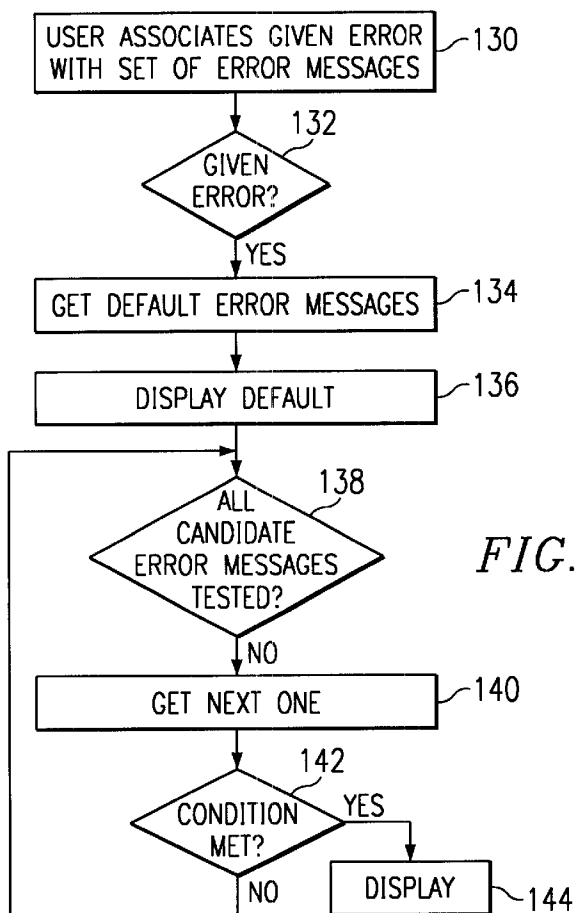 USER ASSOCIATES GIVEN ERROR
WITH SET OF ERROR MESSAGES
130
132
GIVEN
ERROR?
YES
GET DEFAULT ERROR MESSAGES
134
DISPLAY DEFAULT
136
138
ALL
CANDIDATE
ERROR MESSAGES
TESTED?
FIG.
NO
GET NEXT ONE
140
142
CONDITION
MET?
YES
NO
DISPLAY
144